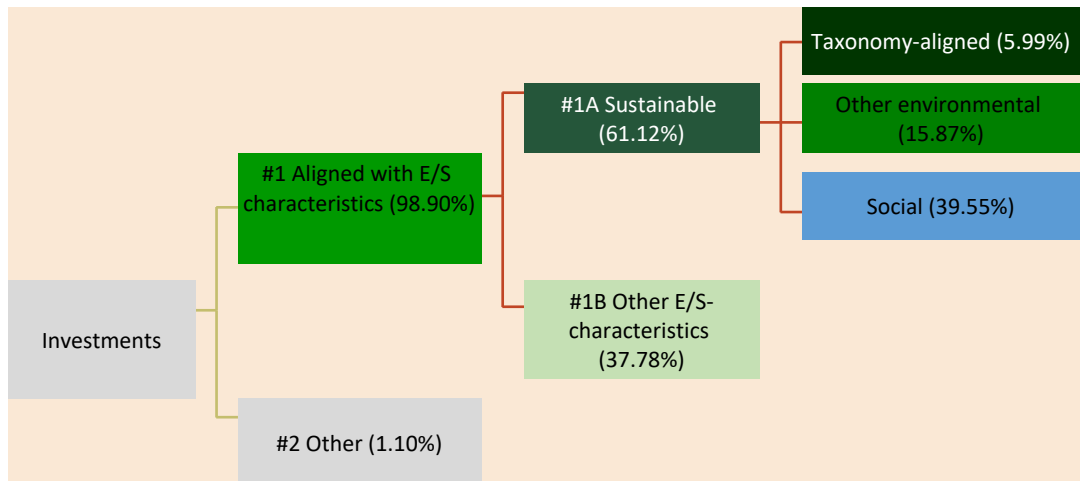 Taxonomy-aligned (5.99%)
#1A Sustainable
(61.12%)
Other environmental
(15.87%)
#1 Aligned with E/S
characteristics (98.90%)
Social (39.55%)
Investments
#1B Other E/S-
characteristics
(37.78%)
#2 Other (1.10%)